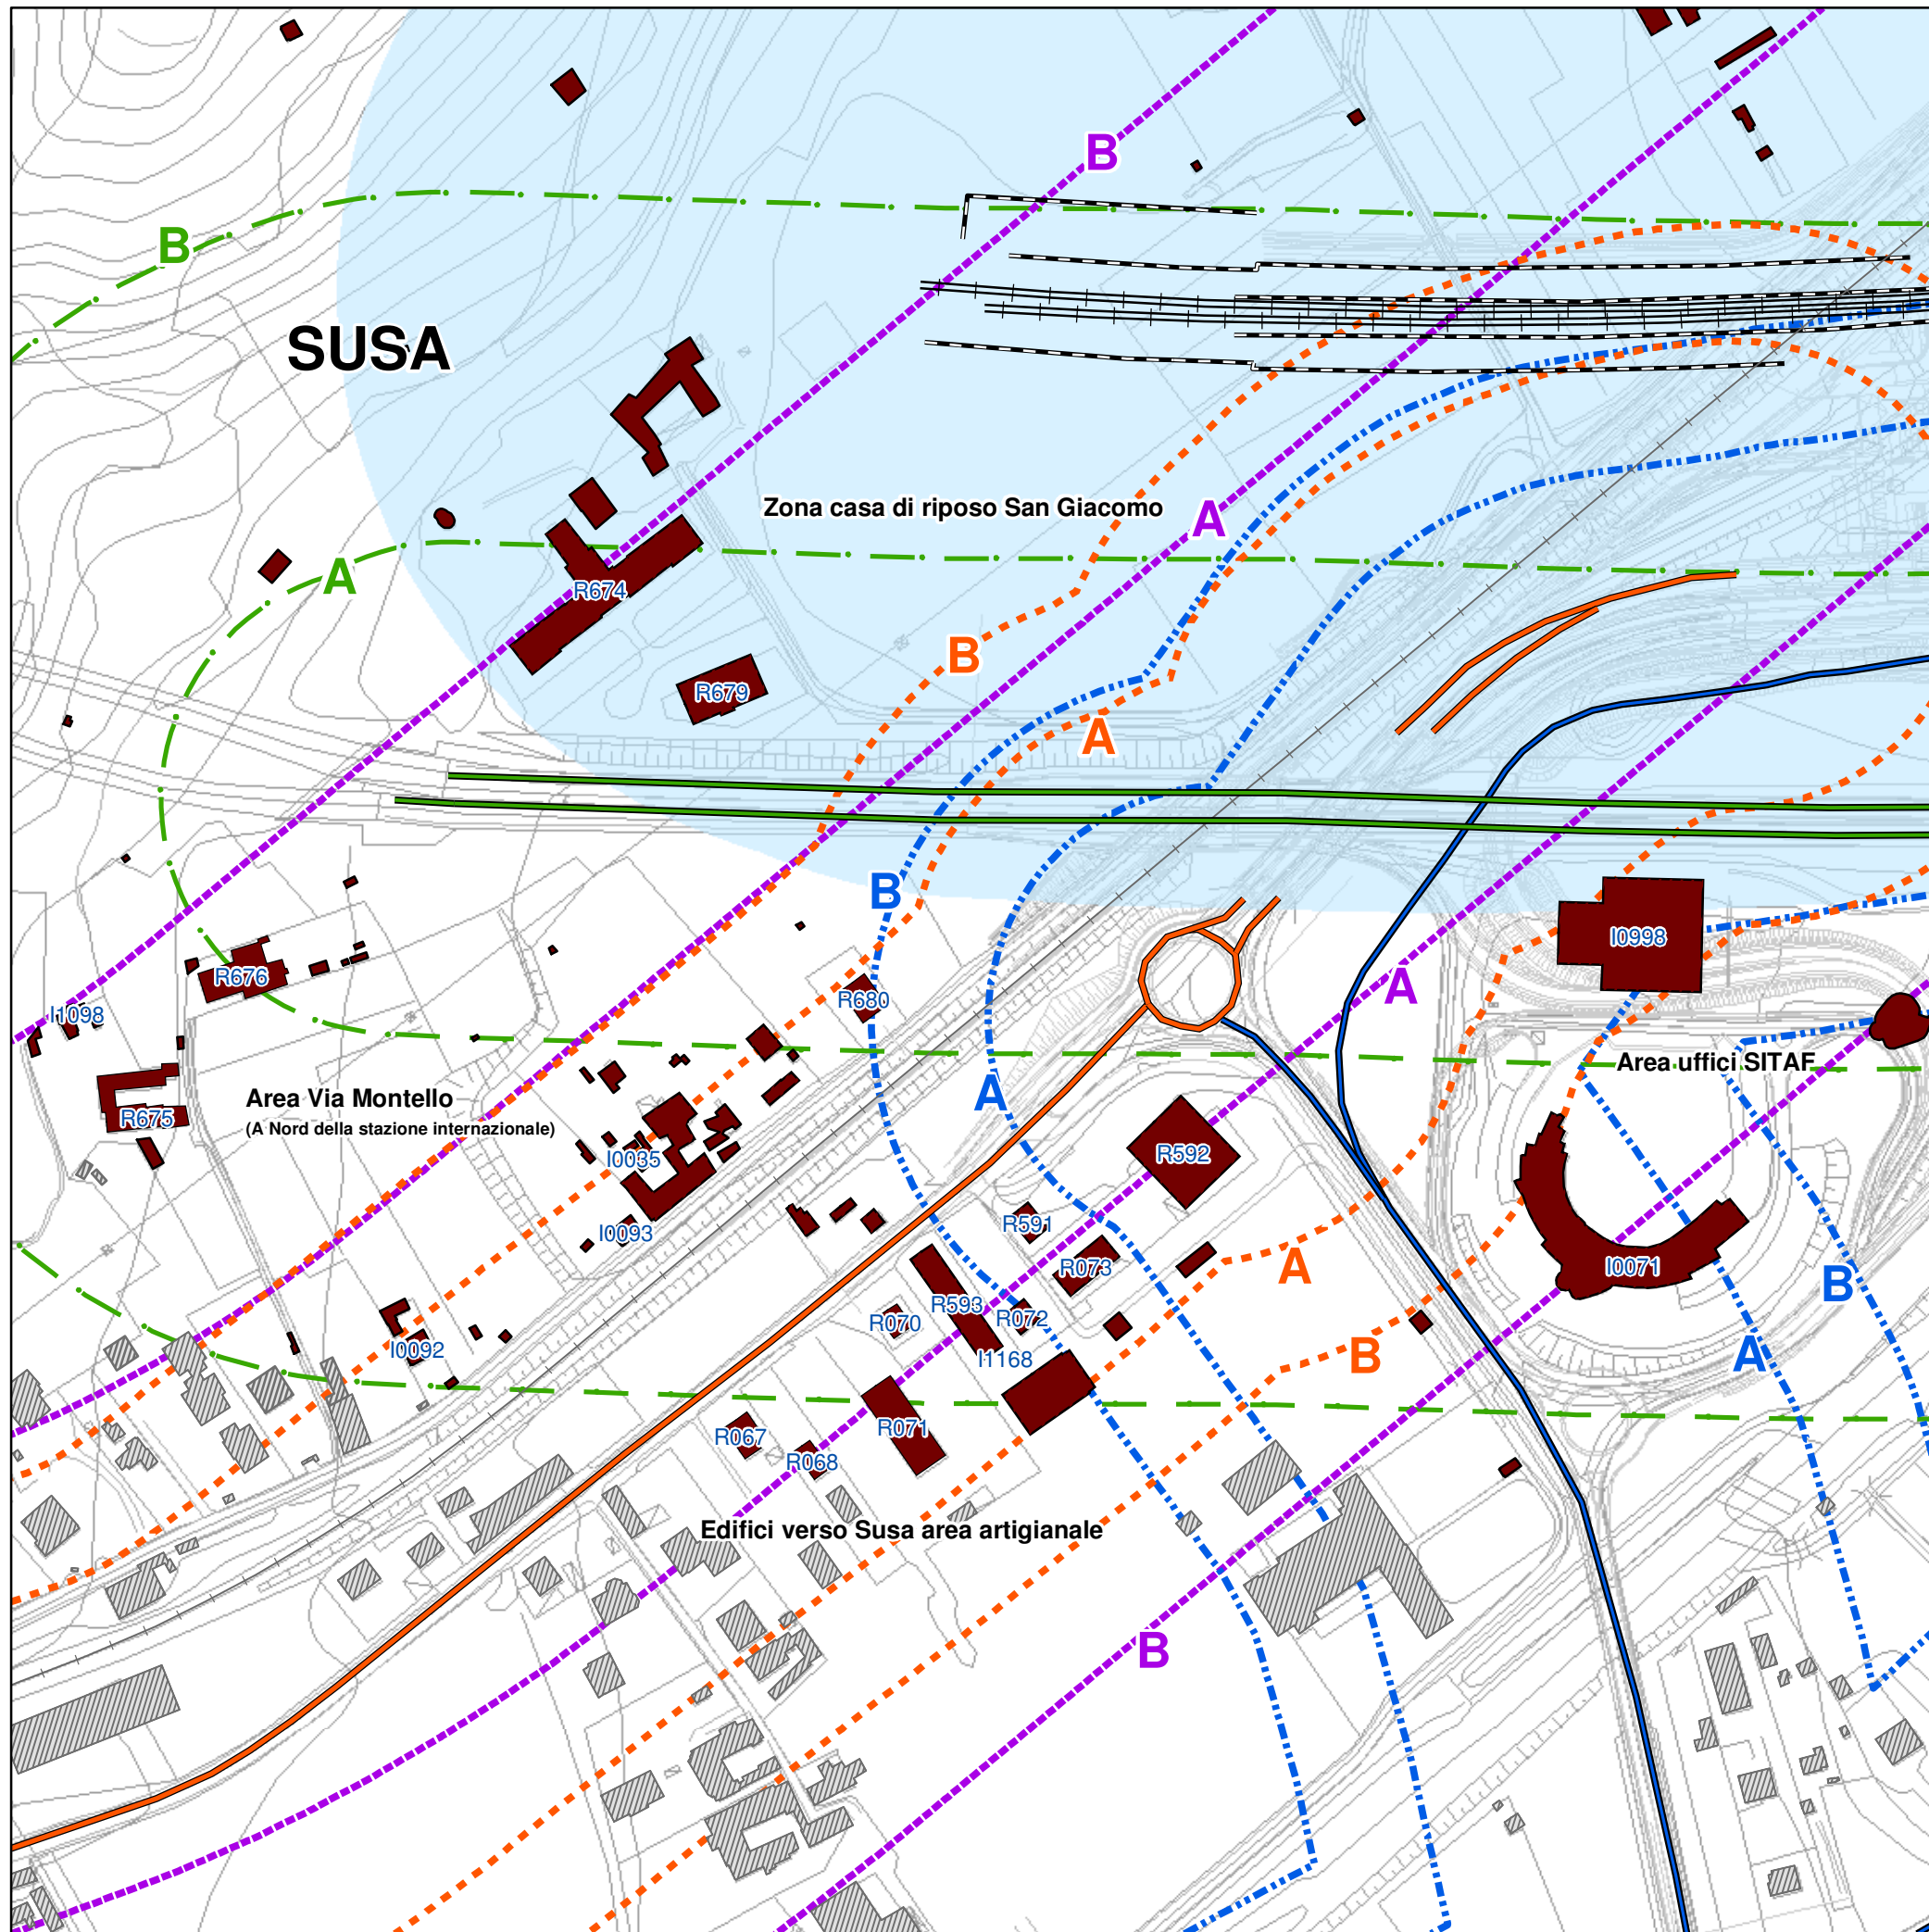 B
B
SUSA
Zona casa di riposo San Giacomo
A
A
R674
B
R679
A
B
I0998
R676
A
R680
I1098
Area uffici SITAF
A
Area Via Montello
R675
(A Nord della stazione internazionale)
R592
I0035
R591
I0093
R073
A
I0071
B
R593
R070
R072
I0092
I1168
B
A
R071
R067
R068
Edifici verso Susa area artigianale
B